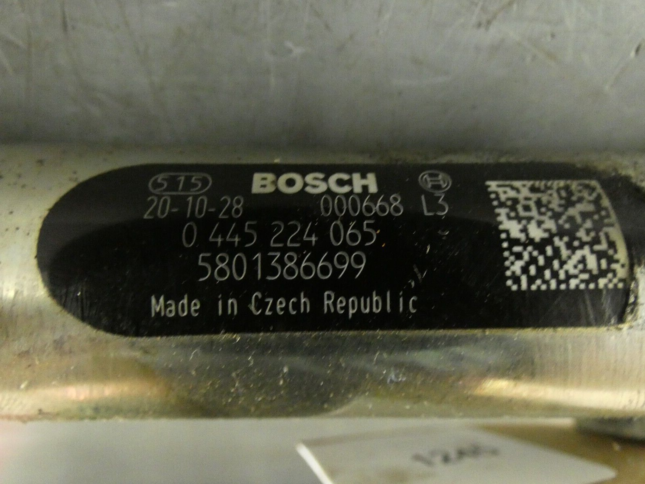 515 BOSCH
20-10-28 000668 L3
0 445 224 065
5801386699
Made in Czech Republic